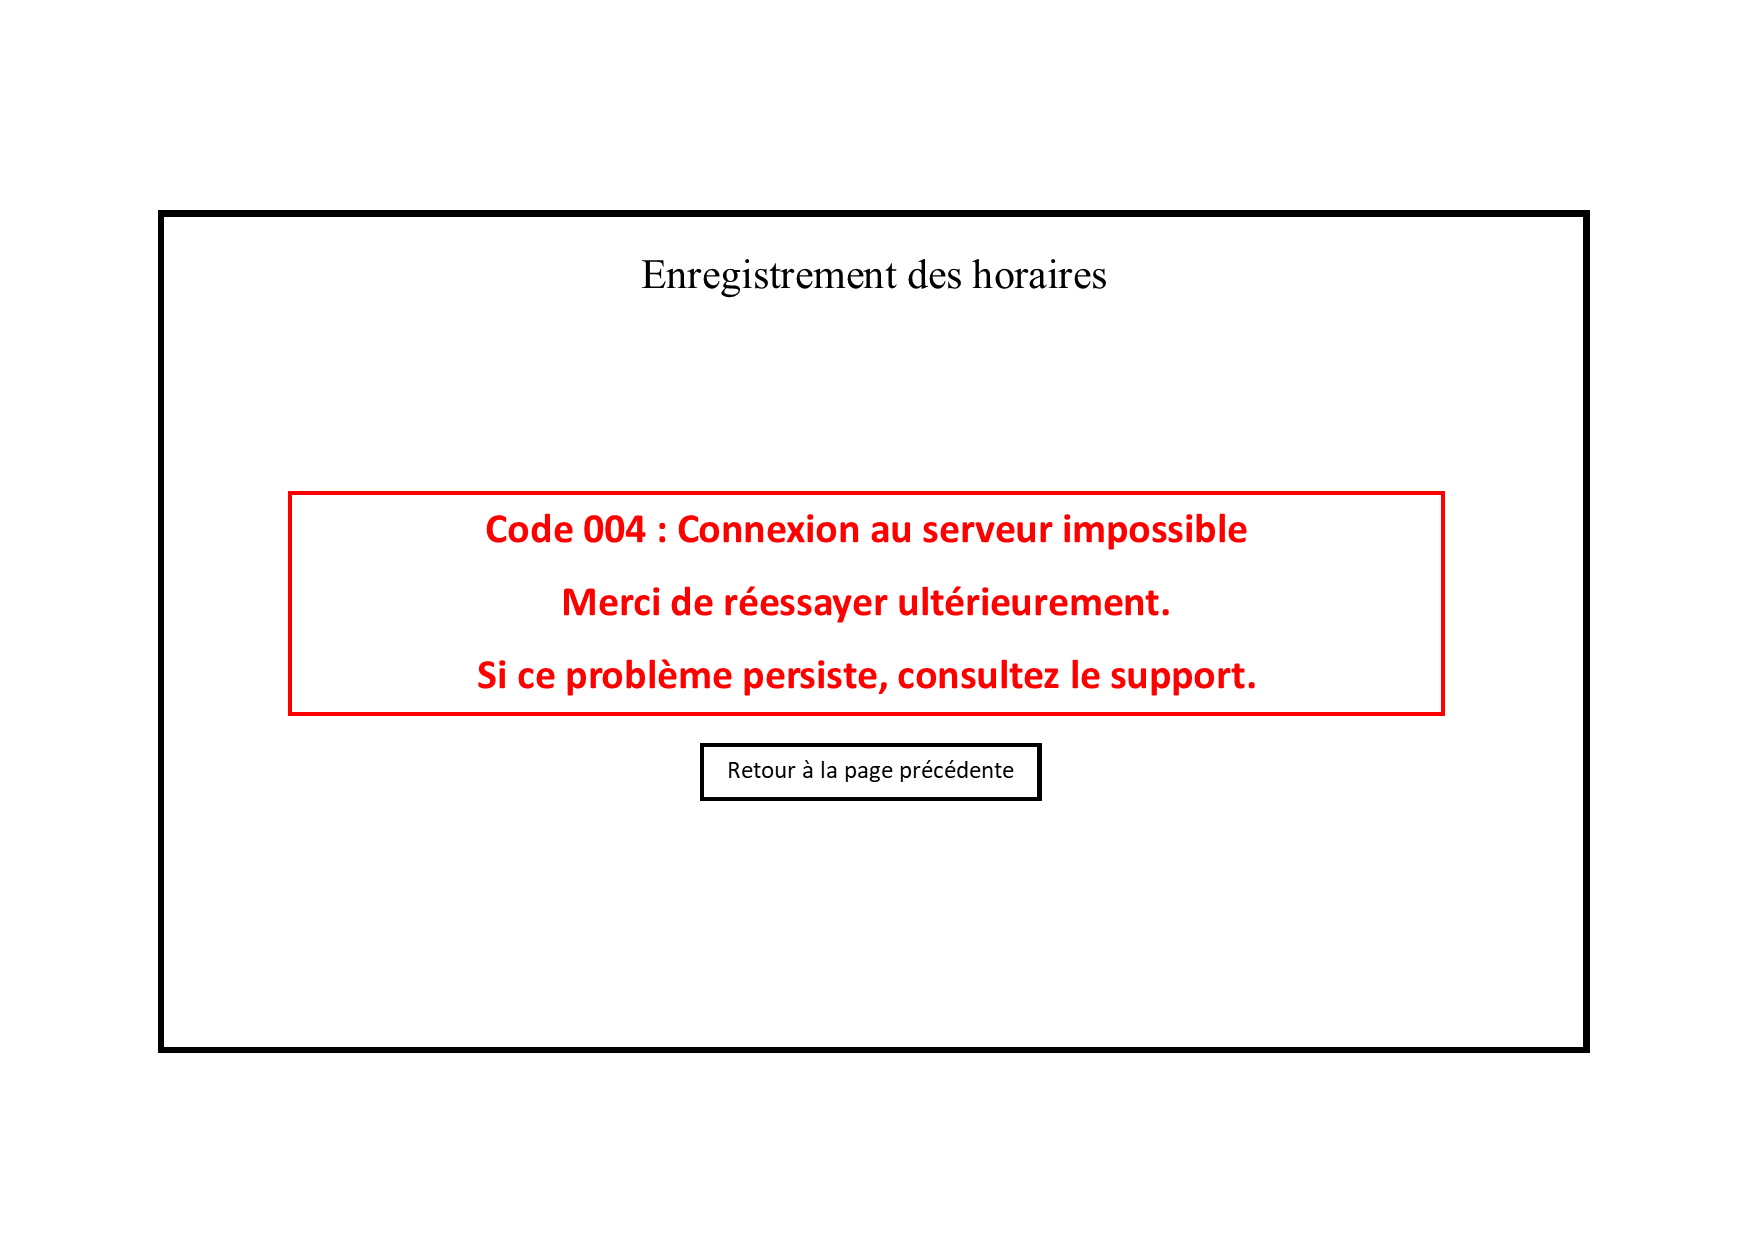 Enregistrement des horaires
Code 004 : Connexion au serveur impossible
Merci de réessayer ultérieurement.
Si ce problème persiste, consultez le support.
Retour à la page précédente